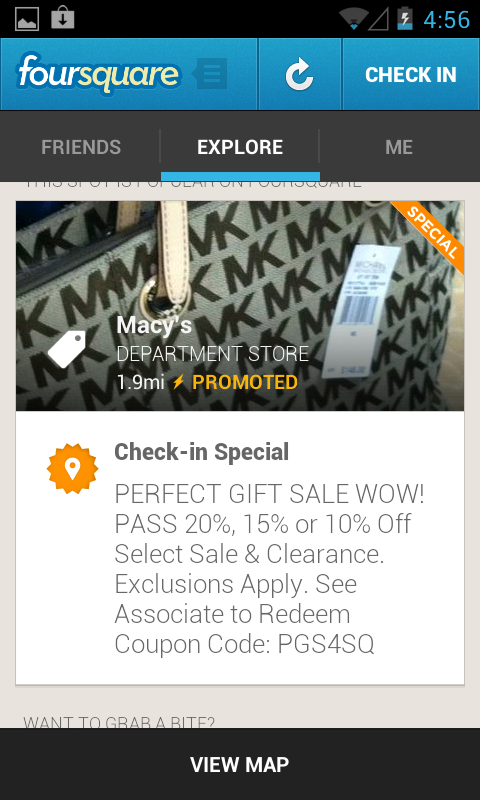 4:56
foursquare
CHECK IN
FRIENDS
EXPLORE
ME
THIS SPOT IS POPULAR ON FOURSQUARE
SPECIAL
Macy's
DEPARTMENT STORE
1.9mi PROMOTED
Check-in Special
PERFECT GIFT SALE WOW!
PASS 20%, 15% or 10% Off
Select Sale & Clearance.
Exclusions Apply. See
Associate to Redeem
Coupon Code: PGS4SQ
WANT TO GRAB A BITE?
VIEW MAP